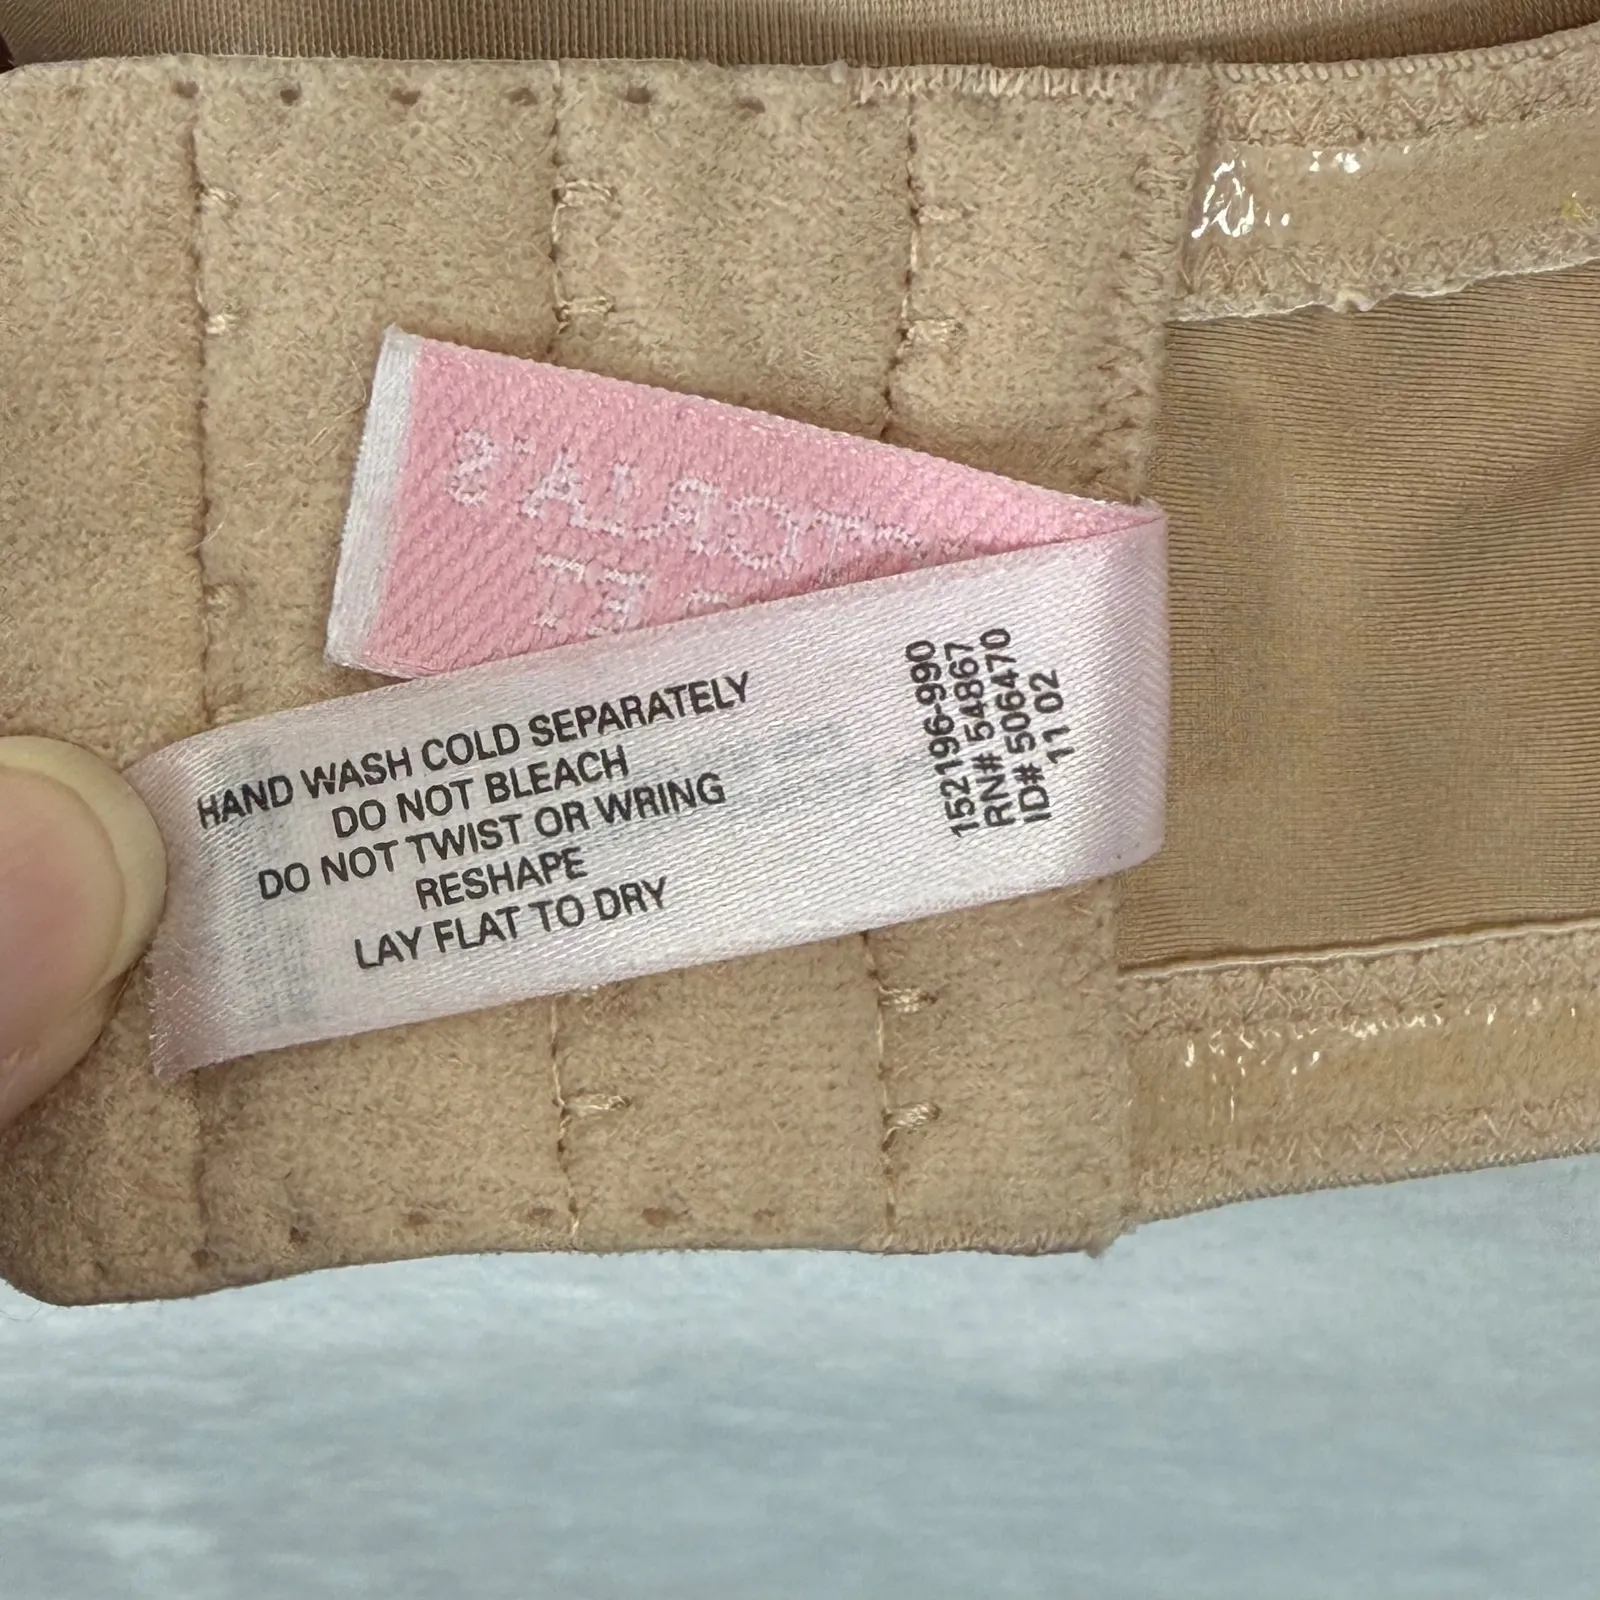 HAND WASH COLD SEPARATELY
DO NOT BLEACH
DO NOT TWIST OR WRING
RESHAPE
LAY FLAT TO DRY
152196-990
RN# 54867
ID# 506470
11 02